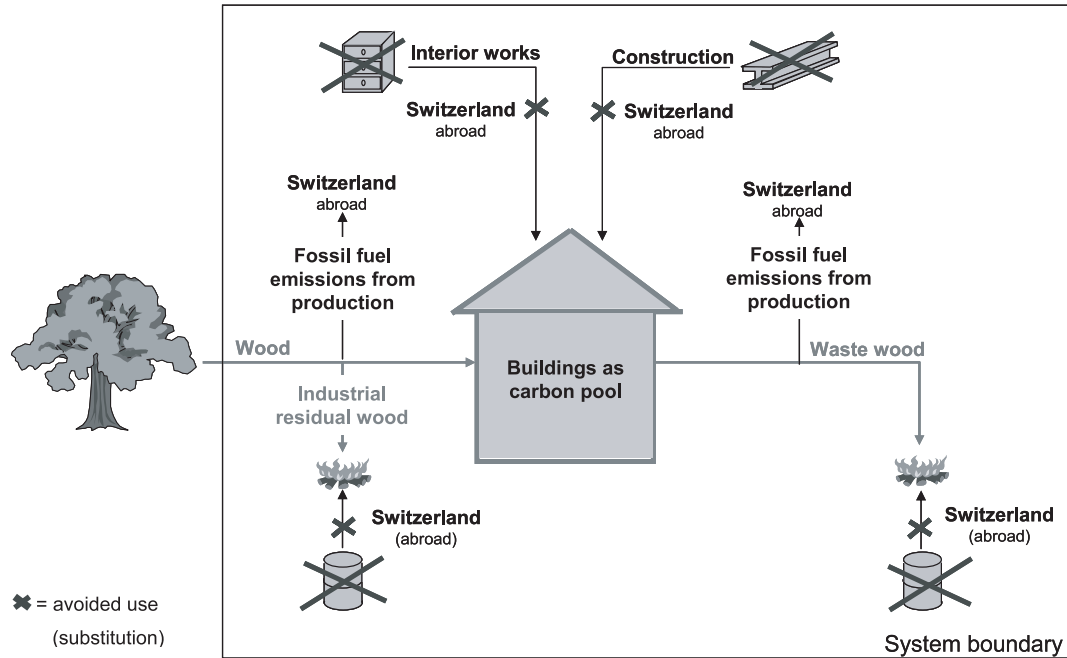 Interior works
Construction
Switzerland
abroad
Switzerland
abroad
Switzerland
abroad
Fossil fuel
emissions from
production
Switzerland
abroad
Fossil fuel
emissions from
production
Wood
Industrial
residual wood
Buildings as
carbon pool
Waste wood
Switzerland
(abroad)
Switzerland
(abroad)
= avoided use
(substitution)
System boundary